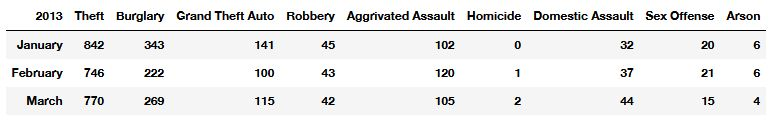 2013 Theft Burglary Grand Theft Auto Robbery Aggrivated Assault Homicide Domestic Assault Sex Offense Arson
January 842 343 141 45 102 0 32 20 6
February 746 222 100 43 120 1 37 21 6
March 770 269 115 42 105 2 44 15 4